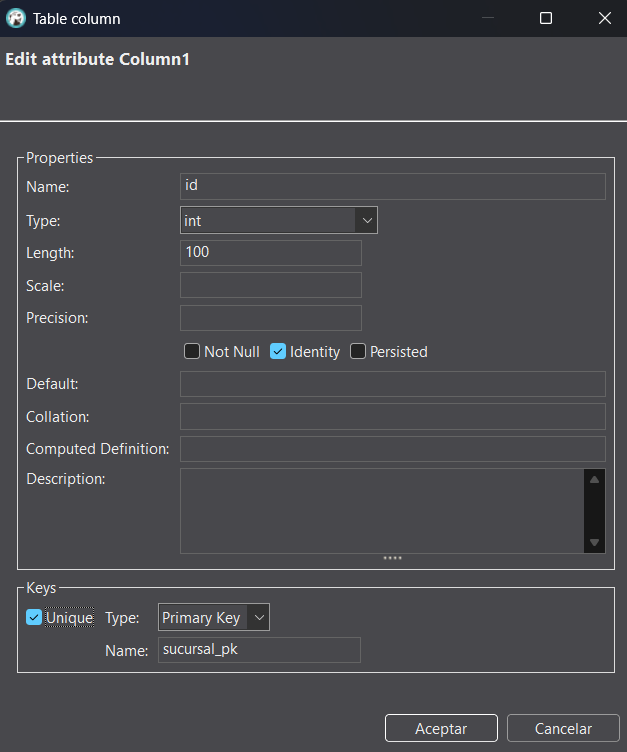 Table column
Edit attribute Column1
Properties
Name: id
Type: int
Length: 100
Scale:
Precision:
Not Null Identity Persisted
Default:
Collation:
Computed Definition:
Description:
Keys
Unique Type: Primary Key
Name: sucursal_pk
Aceptar Cancelar